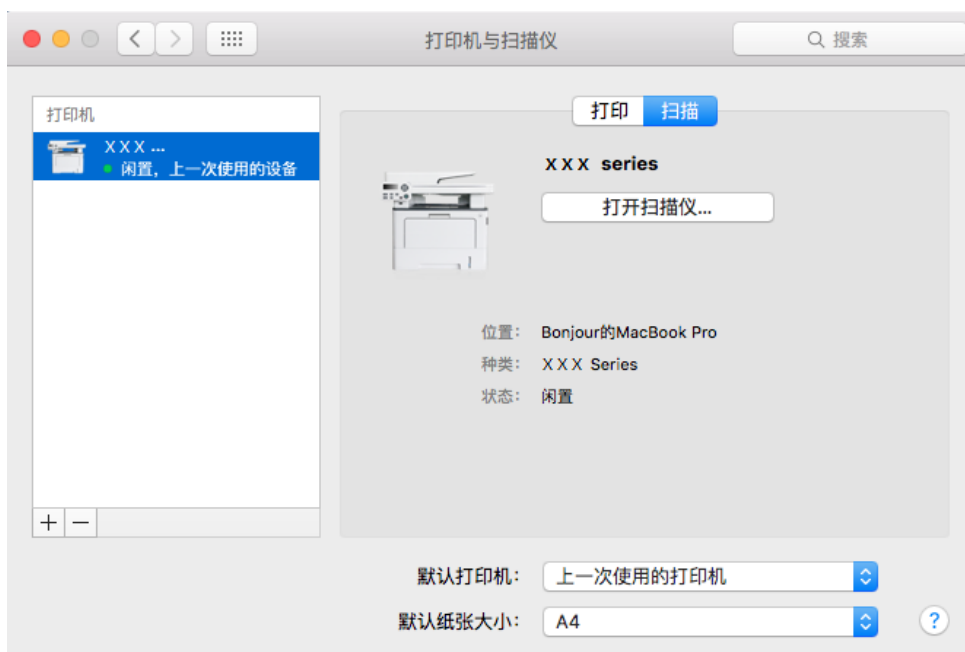 打印机与扫描仪
搜索
打印机
XXX ...
闲置，上一次使用的设备
打印 扫描
XXX series
打开扫描仪...
位置： Bonjour的MacBook Pro
种类： XXX Series
状态： 闲置
默认打印机： 上一次使用的打印机
默认纸张大小： A4
?